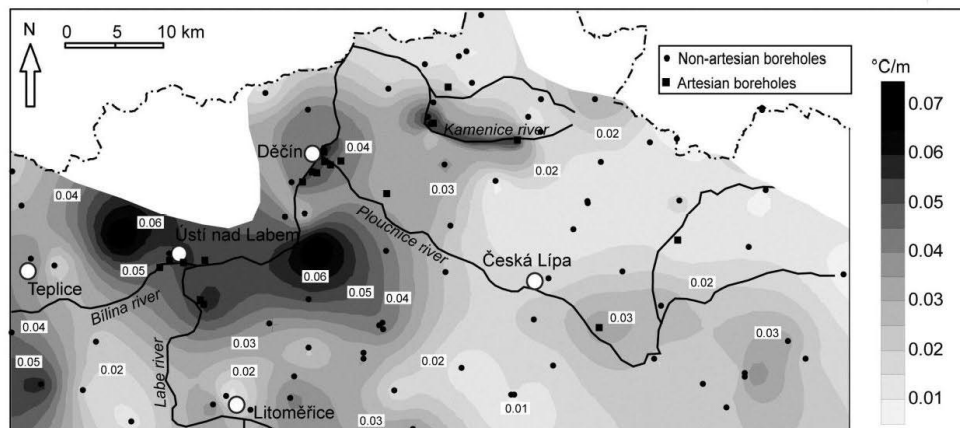 N
0 5 10 km
Non-artesian boreholes
Artesian boreholes
°C/m
0.07
0.06
0.05
0.04
0.03
0.02
0.01
Kamenice river
0.02
Děčín
0.04
0.02
0.03
0.04
0.06
Ploucnice river
Ústí nad Labem
0.05
0.06
Česká Lípa
Teplice
0.05
0.04
0.02
Bílina river
0.04
0.03
0.03
0.03
Labe river
0.05
0.02
0.02
0.02
0.01
Litoměřice
0.03